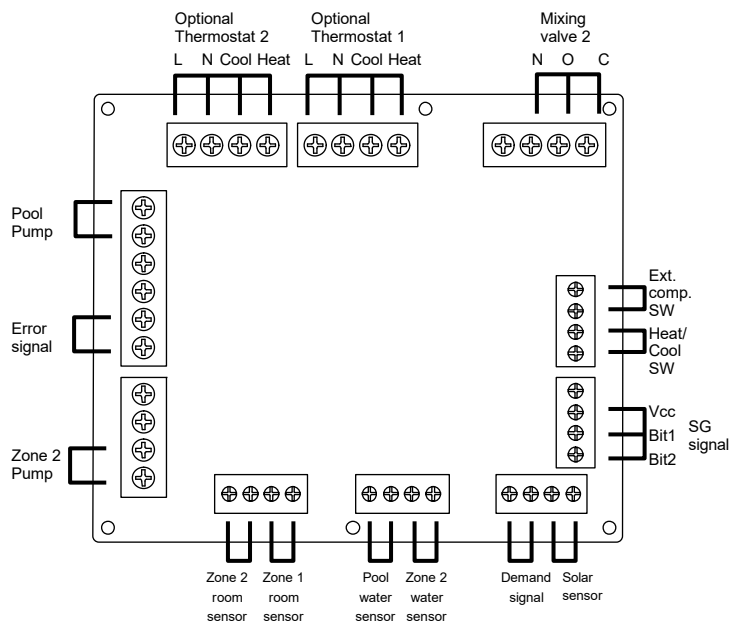 Optional
Thermostat 2
L N Cool Heat
Optional
Thermostat 1
L N Cool Heat
Mixing
valve 2
N O C
Pool
Pump
Error
signal
Zone 2
Pump
Ext.
comp.
SW
Heat/
Cool
SW
Vcc
Bit1
Bit2
SG
signal
Zone 2
room
sensor
Zone 1
room
sensor
Pool
water
sensor
Zone 2
water
sensor
Demand
signal
Solar
sensor